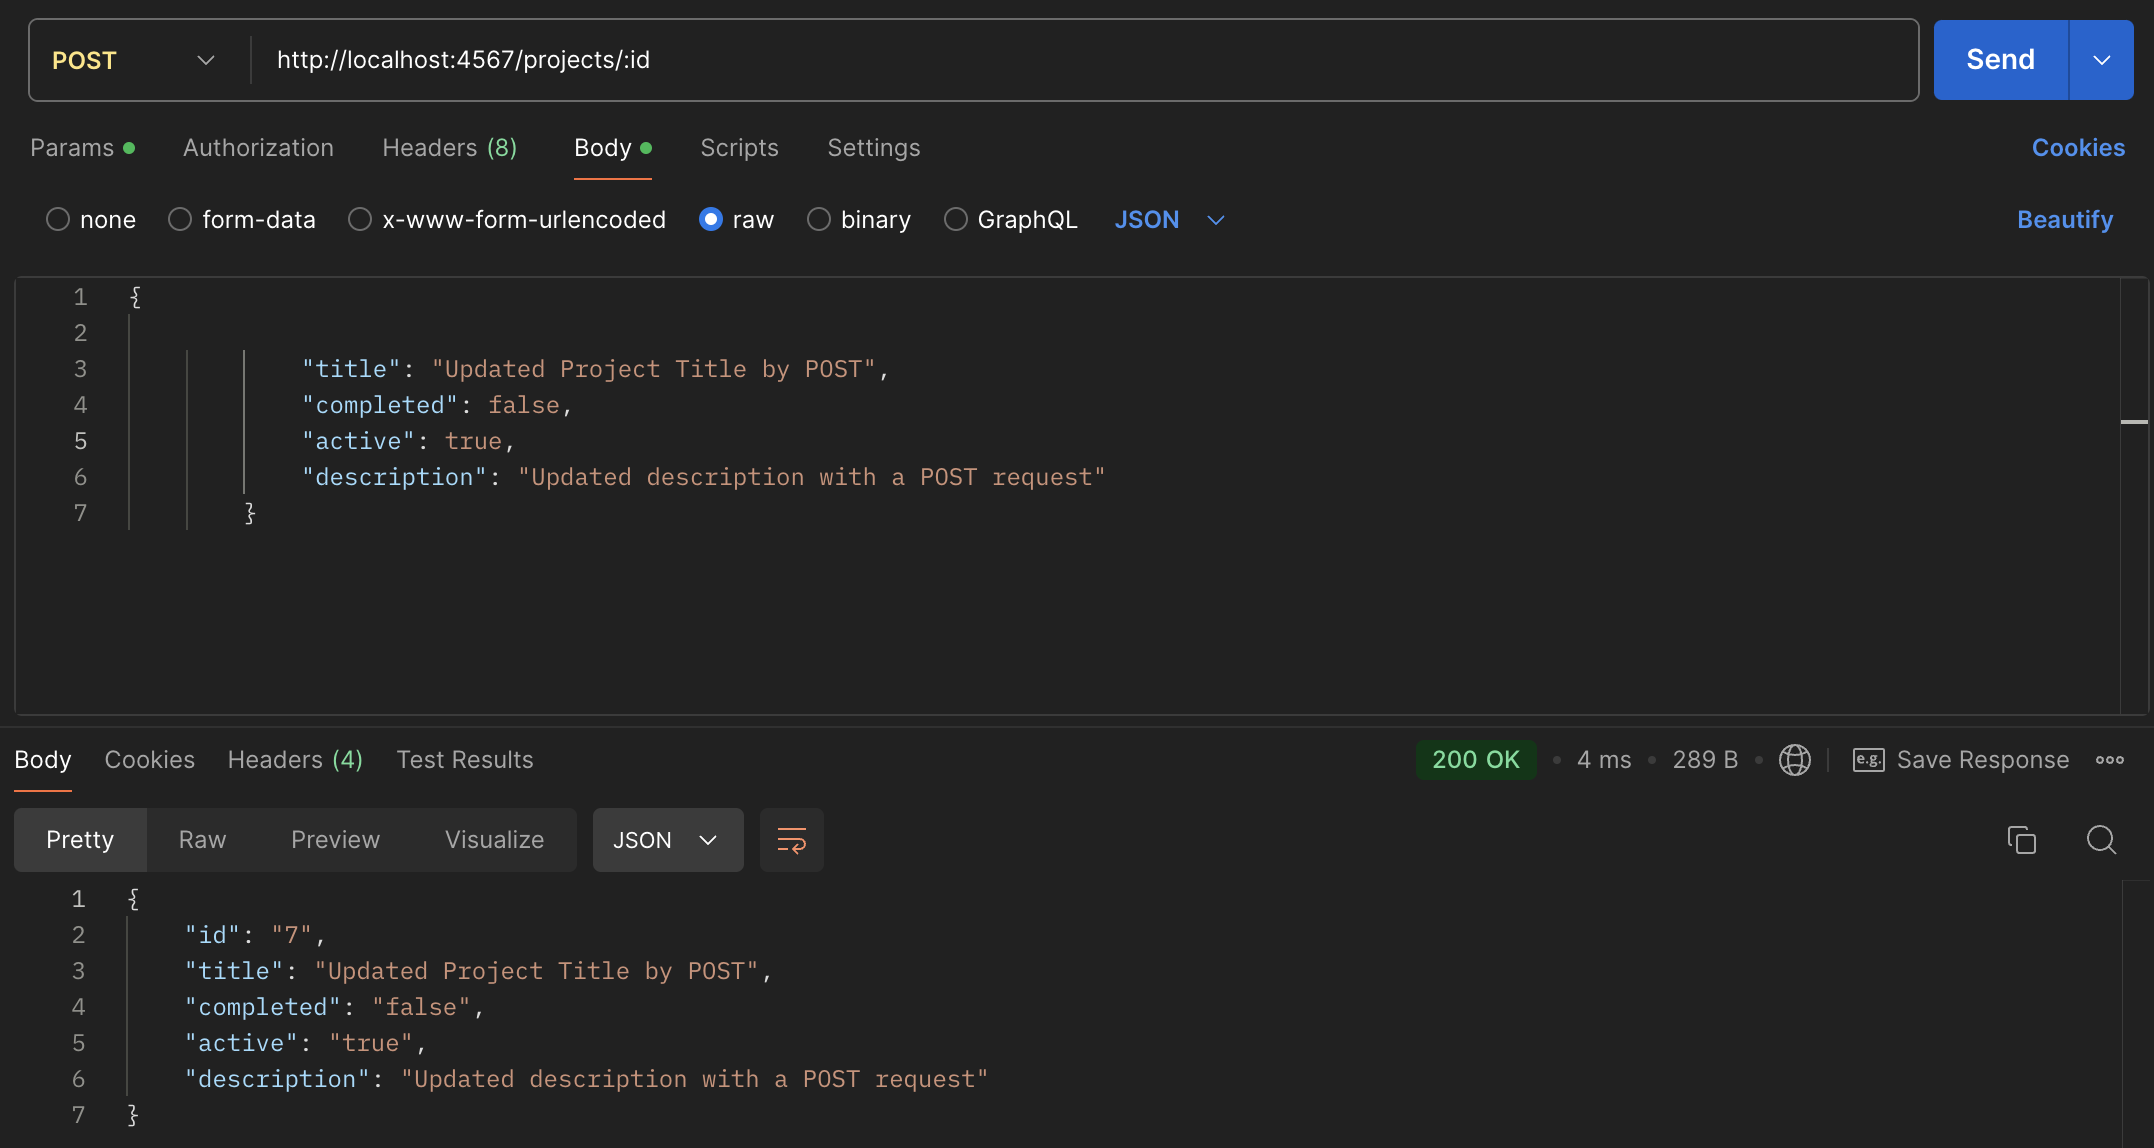 POST http://localhost:4567/projects/:id Send
Params Authorization Headers (8) Body Scripts Settings Cookies
none form-data x-www-form-urlencoded raw binary GraphQL JSON Beautify
1 {
2
3 "title": "Updated Project Title by POST",
4 "completed": false,
5 "active": true,
6 "description": "Updated description with a POST request"
7 }
Body Cookies Headers (4) Test Results 200 OK • 4 ms • 289 B • e.g. Save Response
Pretty Raw Preview Visualize JSON
1 {
2 "id": "7",
3 "title": "Updated Project Title by POST",
4 "completed": "false",
5 "active": "true",
6 "description": "Updated description with a POST request"
7 }